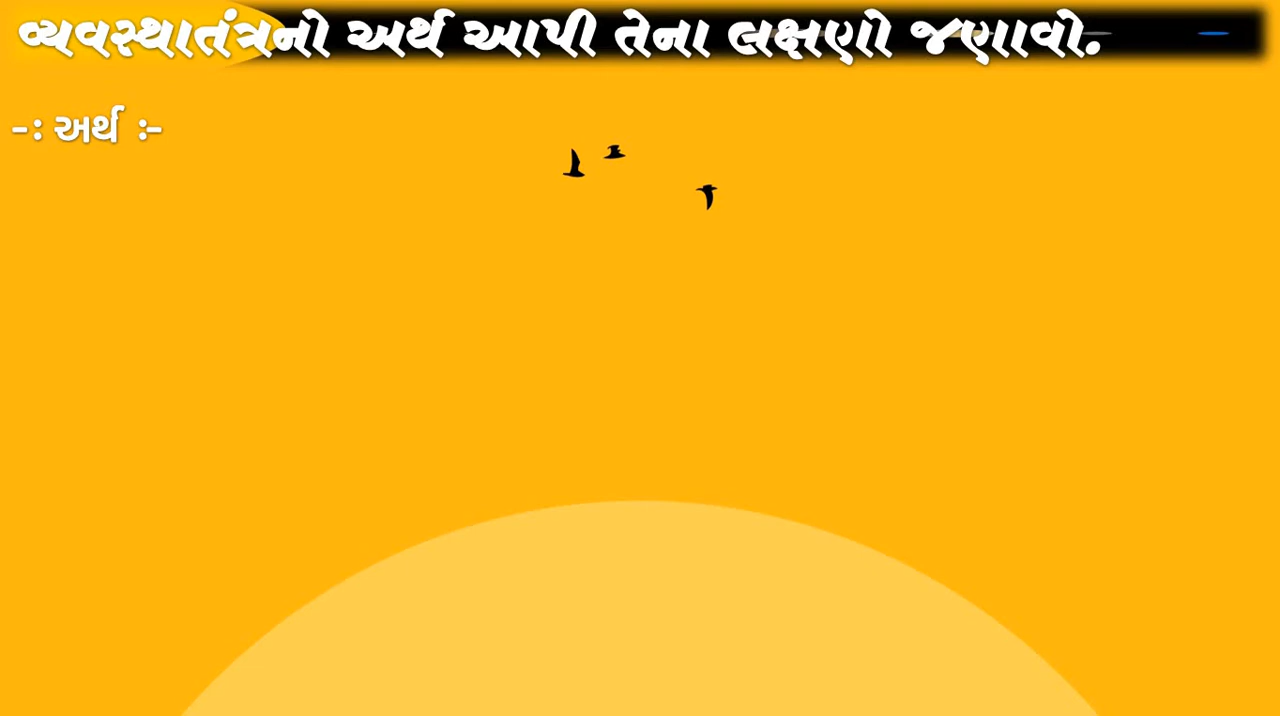 વ્યવસ્થાતંત્રનો અર્થ આપી તેના લક્ષણો જણાવો.
-: અર્થ :-